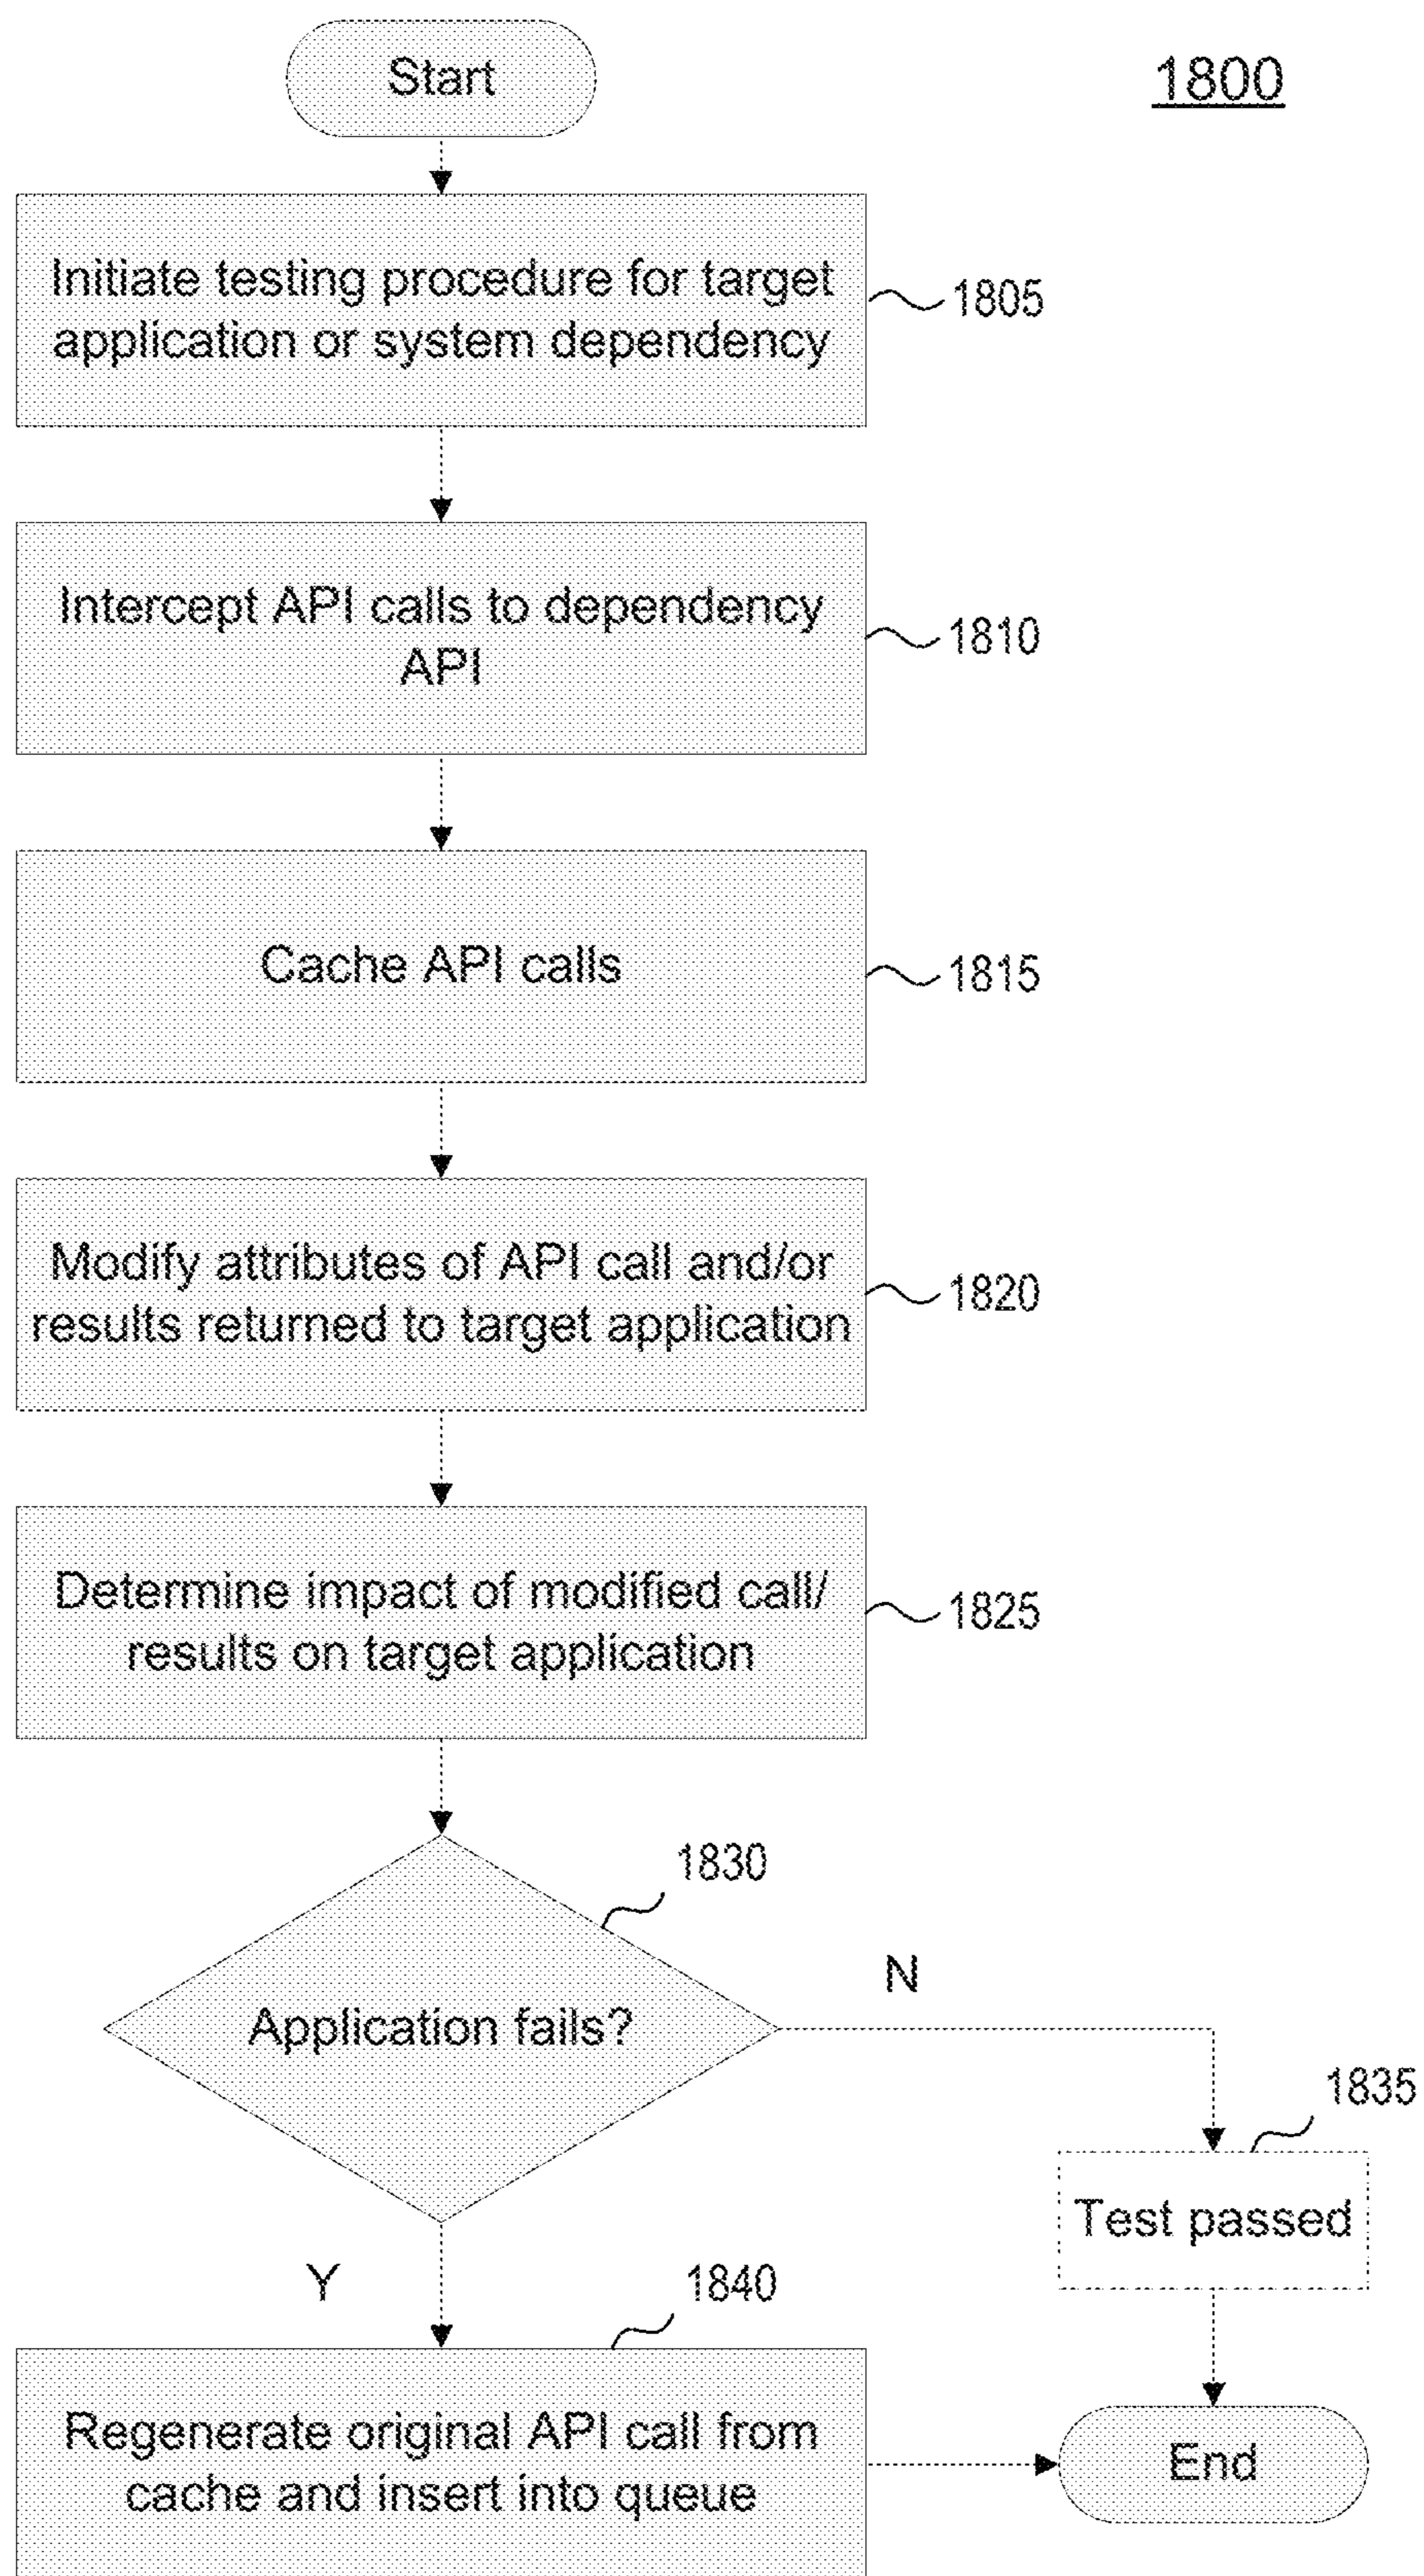 Start
1800
Initiate testing procedure for target
application or system dependency
1805
Intercept API calls to dependency
API
1810
Cache API calls
1815
Modify attributes of API call and/or
results returned to target application
1820
Determine impact of modified call/
results on target application
1825
1830
Application fails?
N
1835
Test passed
Y
1840
Regenerate original API call from
cache and insert into queue
End